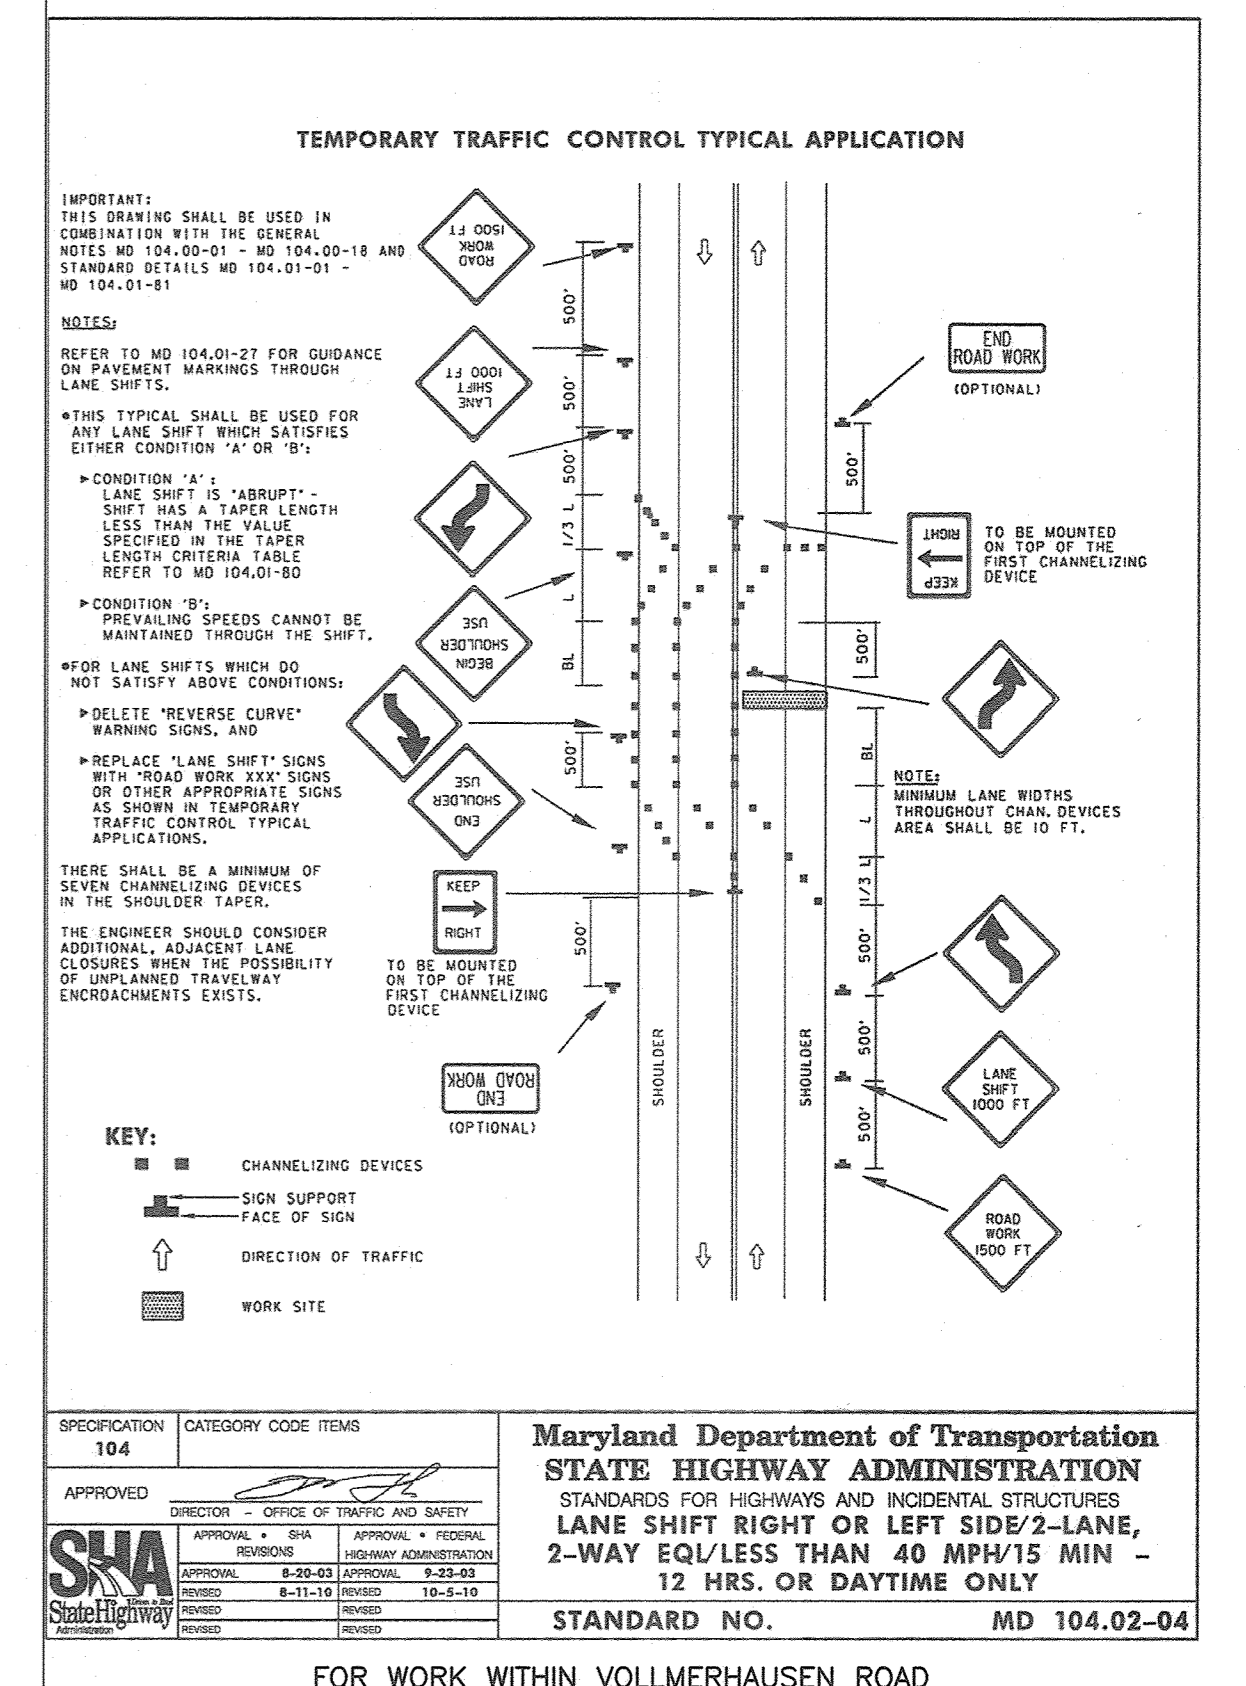 TEMPORARY TRAFFIC CONTROL TYPICAL APPLICATION
IMPORTANT:
THIS DRAWING SHALL BE USED IN
COMBINATION WITH THE GENERAL
NOTES MD 104.00-01 - MD 104.00-18 AND
STANDARD DETAILS MD 104.01-01 -
MD 104.01-81
NOTES:
REFER TO MD 104.01-27 FOR GUIDANCE
ON PAVEMENT MARKINGS THROUGH
LANE SHIFTS.
•THIS TYPICAL SHALL BE USED FOR
ANY LANE SHIFT WHICH SATISFIES
EITHER CONDITION 'A' OR 'B':
►CONDITION 'A':
LANE SHIFT IS "ABRUPT" -
SHIFT HAS A TAPER LENGTH
LESS THAN THE VALUE
SPECIFIED IN THE TAPER
LENGTH CRITERIA TABLE
REFER TO MD 104.01-80
►CONDITION 'B':
PREVAILING SPEEDS CANNOT BE
MAINTAINED THROUGH THE SHIFT.
•FOR LANE SHIFTS WHICH DO
NOT SATISFY ABOVE CONDITIONS:
►DELETE "REVERSE CURVE"
WARNING SIGNS, AND
►REPLACE "LANE SHIFT" SIGNS
WITH "ROAD WORK XXX" SIGNS
OR OTHER APPROPRIATE SIGNS
AS SHOWN IN TEMPORARY
TRAFFIC CONTROL TYPICAL
APPLICATIONS.
THERE SHALL BE A MINIMUM OF
SEVEN CHANNELIZING DEVICES
IN THE SHOULDER TAPER.
THE ENGINEER SHOULD CONSIDER
ADDITIONAL, ADJACENT LANE
CLOSURES WHEN THE POSSIBILITY
OF UNPLANNED TRAVELWAY
ENCROACHMENTS EXISTS.
ROAD
WORK
1500 FT
LANE
SHIFT
1000 FT
BEGIN
SHOULDER
USE
END
SHOULDER
USE
KEEP
RIGHT
TO BE MOUNTED
ON TOP OF THE
FIRST CHANNELIZING
DEVICE
END
ROAD WORK
(OPTIONAL)
500'
500'
500'
1/3 L
L
BL
500'
500'
SHOULDER
SHOULDER
END
ROAD WORK
(OPTIONAL)
500'
KEEP
RIGHT
TO BE MOUNTED
ON TOP OF THE
FIRST CHANNELIZING
DEVICE
500'
BL
NOTE:
MINIMUM LANE WIDTHS
THROUGHOUT CHAN. DEVICES
AREA SHALL BE 10 FT.
L
1/3 L
500'
500'
LANE
SHIFT
1000 FT
500'
ROAD
WORK
1500 FT
KEY:
CHANNELIZING DEVICES
SIGN SUPPORT
FACE OF SIGN
DIRECTION OF TRAFFIC
WORK SITE
SPECIFICATION
104
CATEGORY CODE ITEMS
APPROVED
DIRECTOR - OFFICE OF TRAFFIC AND SAFETY
SHA
Driven to Excel
StateHighway
Administration
APPROVAL • SHA
REVISIONS
APPROVAL • FEDERAL
HIGHWAY ADMINISTRATION
APPROVAL 8-20-03 APPROVAL 9-23-03
REVISED 8-11-10 REVISED 10-5-10
REVISED REVISED
REVISED REVISED
Maryland Department of Transportation
STATE HIGHWAY ADMINISTRATION
STANDARDS FOR HIGHWAYS AND INCIDENTAL STRUCTURES
LANE SHIFT RIGHT OR LEFT SIDE/2-LANE,
2-WAY EQL/LESS THAN 40 MPH/15 MIN -
12 HRS. OR DAYTIME ONLY
STANDARD NO. MD 104.02-04
FOR WORK WITHIN VOLLMERHAUSEN ROAD